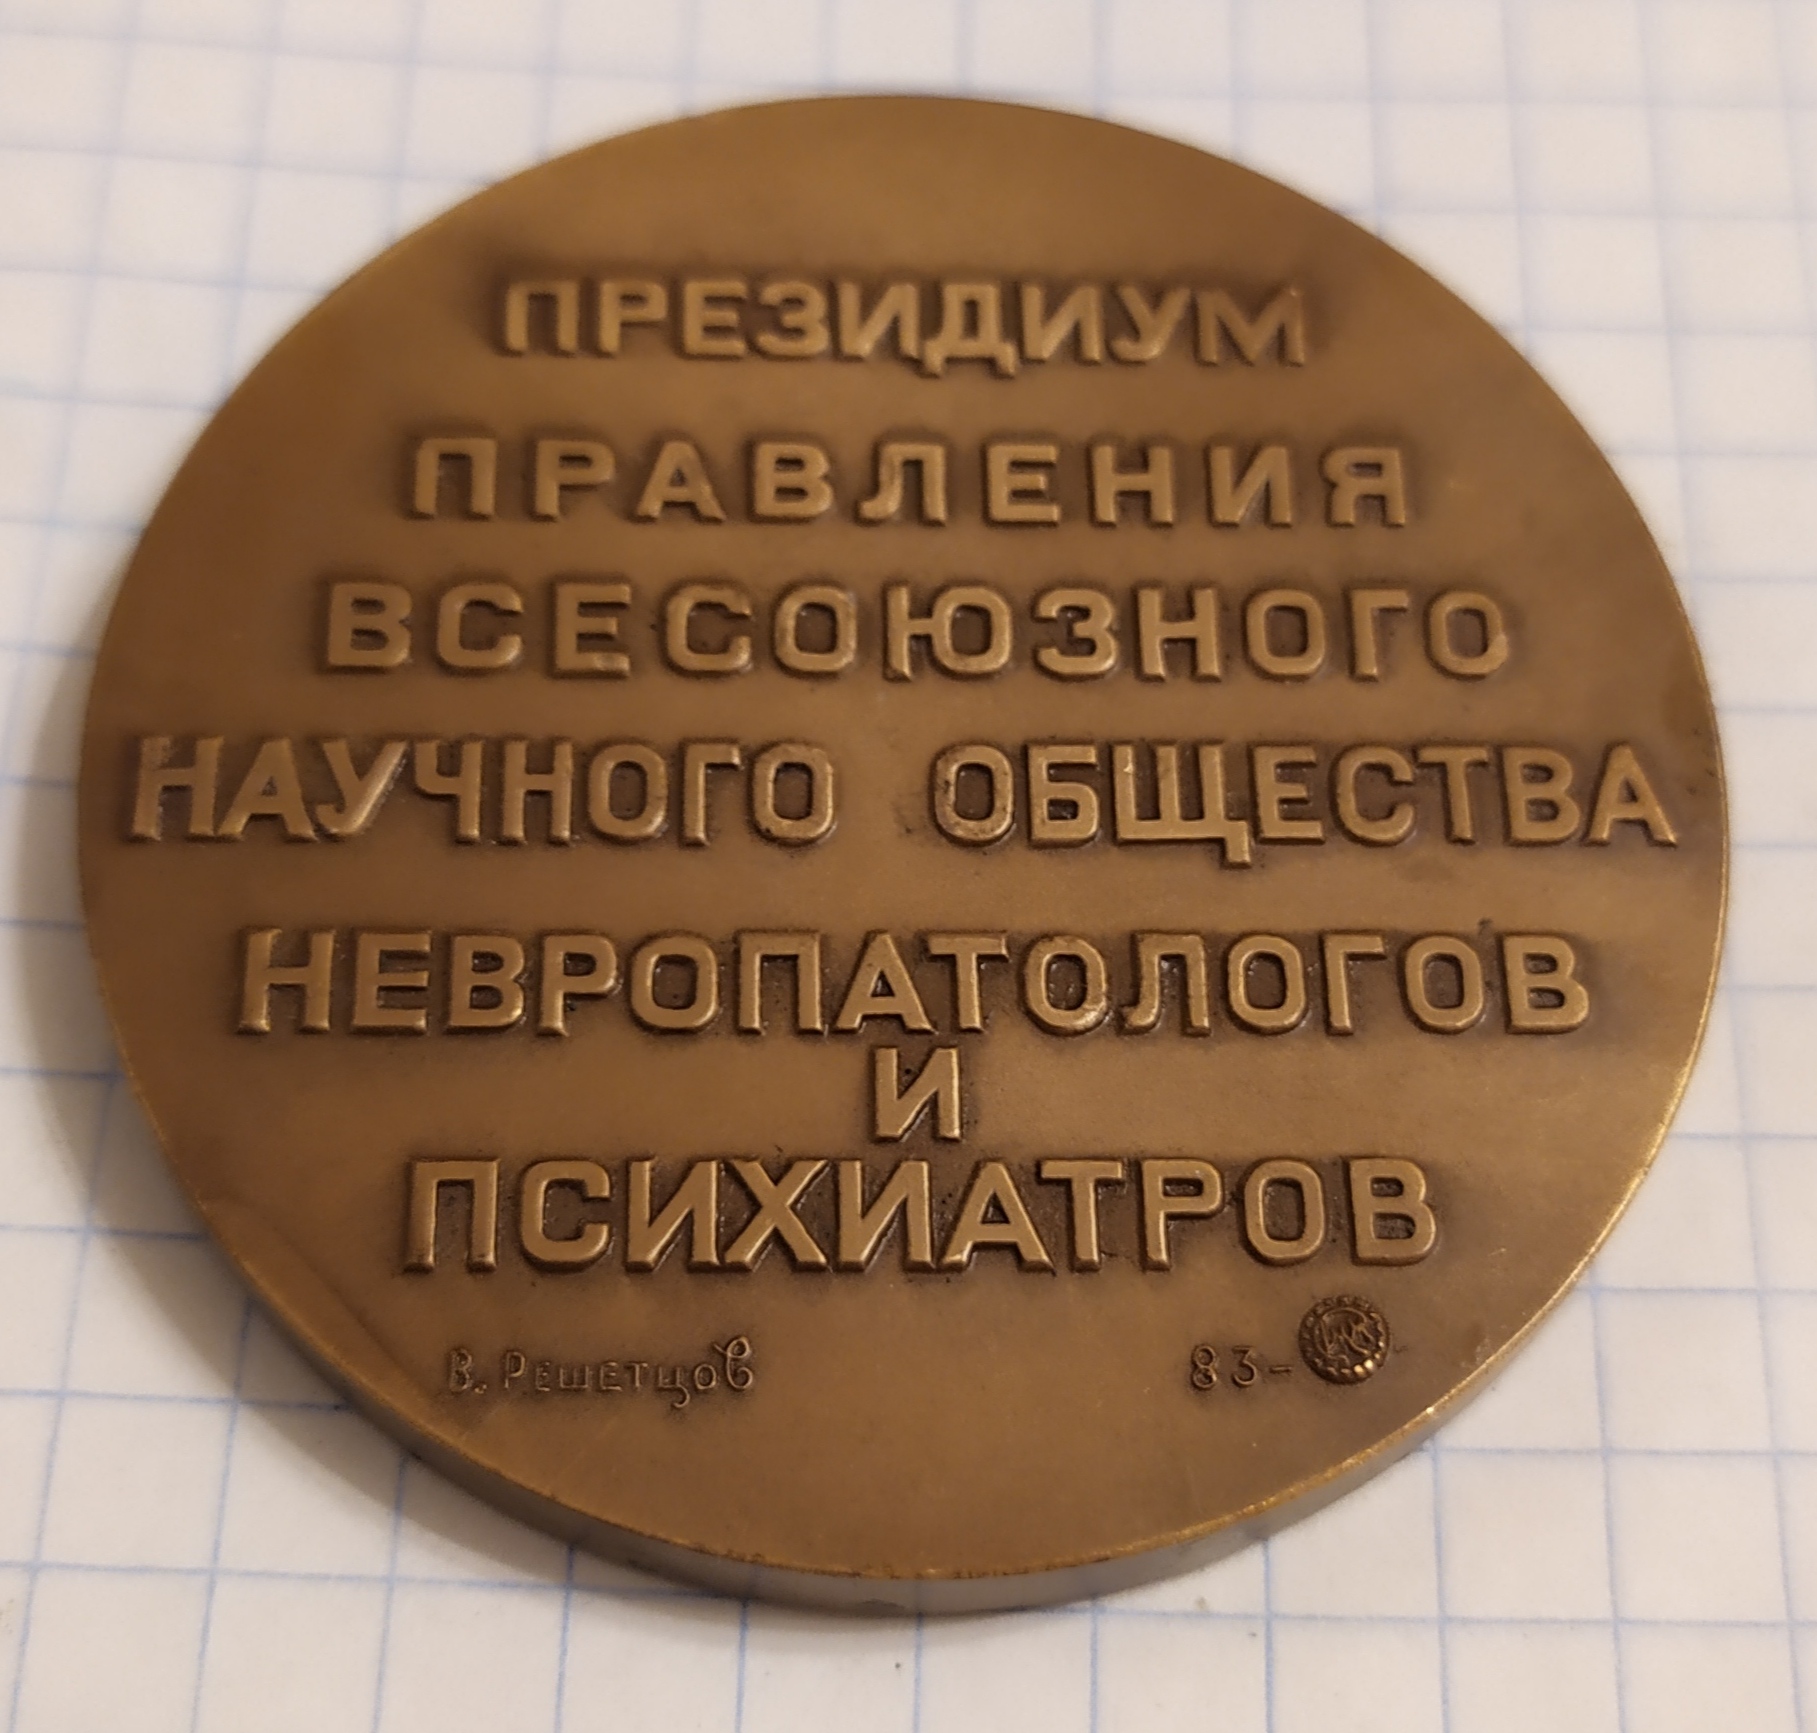 ПРЕЗИДИУМ
ПРАВЛЕНИЯ
ВСЕСОЮЗНОГО
НАУЧНОГО ОБЩЕСТВА
НЕВРОПАТОЛОГОВ
И
ПСИХИАТРОВ
В. РЕШЕТЦОВ 83-